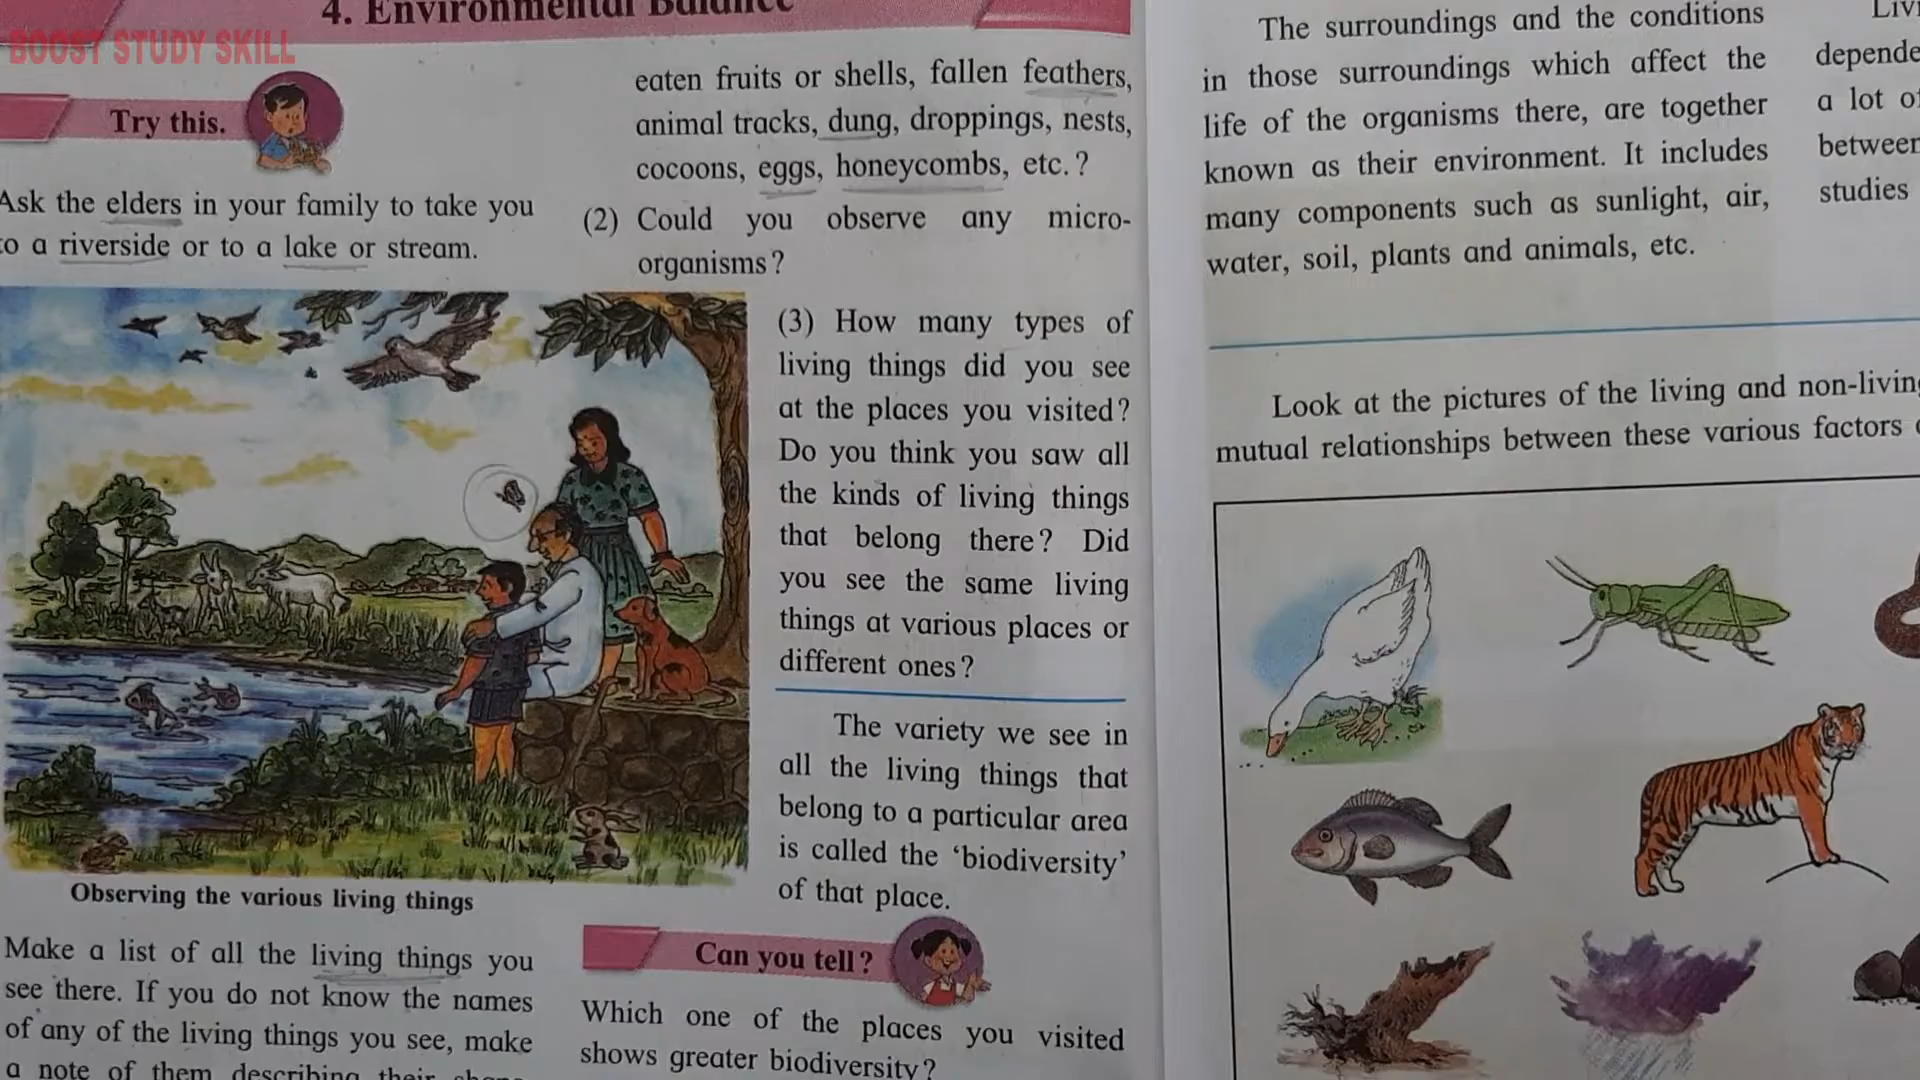 4. Environmental Balance
BOOST STUDY SKILL
Try this.
Ask the elders in your family to take you
to a riverside or to a lake or stream.
Observing the various living things
Make a list of all the living things you
see there. If you do not know the names
of any of the living things you see, make
a note of them describing their
eaten fruits or shells, fallen feathers,
animal tracks, dung, droppings, nests,
cocoons, eggs, honeycombs, etc. ?
(2) Could you observe any micro-
organisms ?
(3) How many types of
living things did you see
at the places you visited ?
Do you think you saw all
the kinds of living things
that belong there ? Did
you see the same living
things at various places or
different ones ?
The variety we see in
all the living things that
belong to a particular area
is called the ‘biodiversity’
of that place.
Can you tell ?
Which one of the places you visited
shows greater biodiversity ?
The surroundings and the conditions
in those surroundings which affect the
life of the organisms there, are together
known as their environment. It includes
many components such as sunlight, air,
water, soil, plants and animals, etc.
Look at the pictures of the living and non-living
mutual relationships between these various factors
a lot of
between
studies